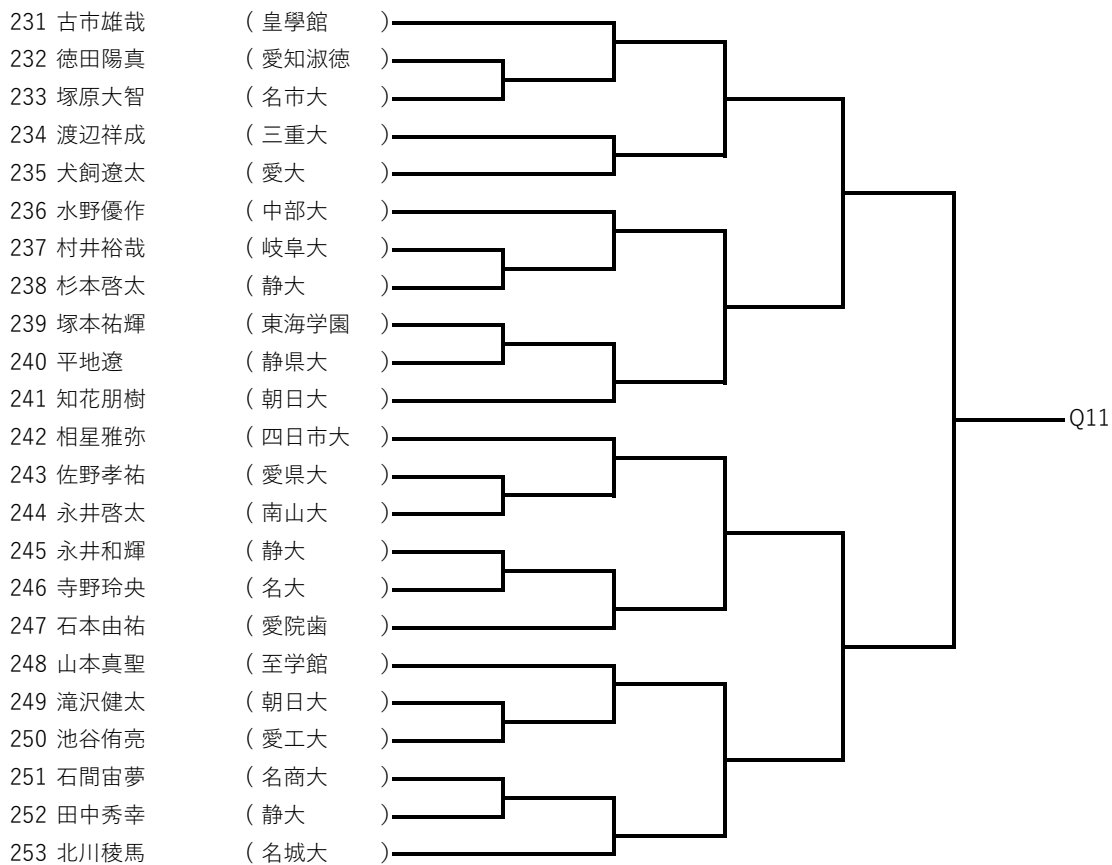 231 古市雄哉 ( 皇學館 )
232 徳田陽真 ( 愛知淑徳 )
233 塚原大智 ( 名市大 )
234 渡辺祥成 ( 三重大 )
235 犬飼遼太 ( 愛大 )
236 水野優作 ( 中部大 )
237 村井裕哉 ( 岐阜大 )
238 杉本啓太 ( 静大 )
239 塚本祐輝 ( 東海学園 )
240 平地遼 ( 静県大 )
241 知花朋樹 ( 朝日大 )
Q11
242 相星雅弥 ( 四日市大 )
243 佐野孝祐 ( 愛県大 )
244 永井啓太 ( 南山大 )
245 永井和輝 ( 静大 )
246 寺野玲央 ( 名大 )
247 石本由祐 ( 愛院歯 )
248 山本真聖 ( 至学館 )
249 滝沢健太 ( 朝日大 )
250 池谷侑亮 ( 愛工大 )
251 石間宙夢 ( 名商大 )
252 田中秀幸 ( 静大 )
253 北川稜馬 ( 名城大 )